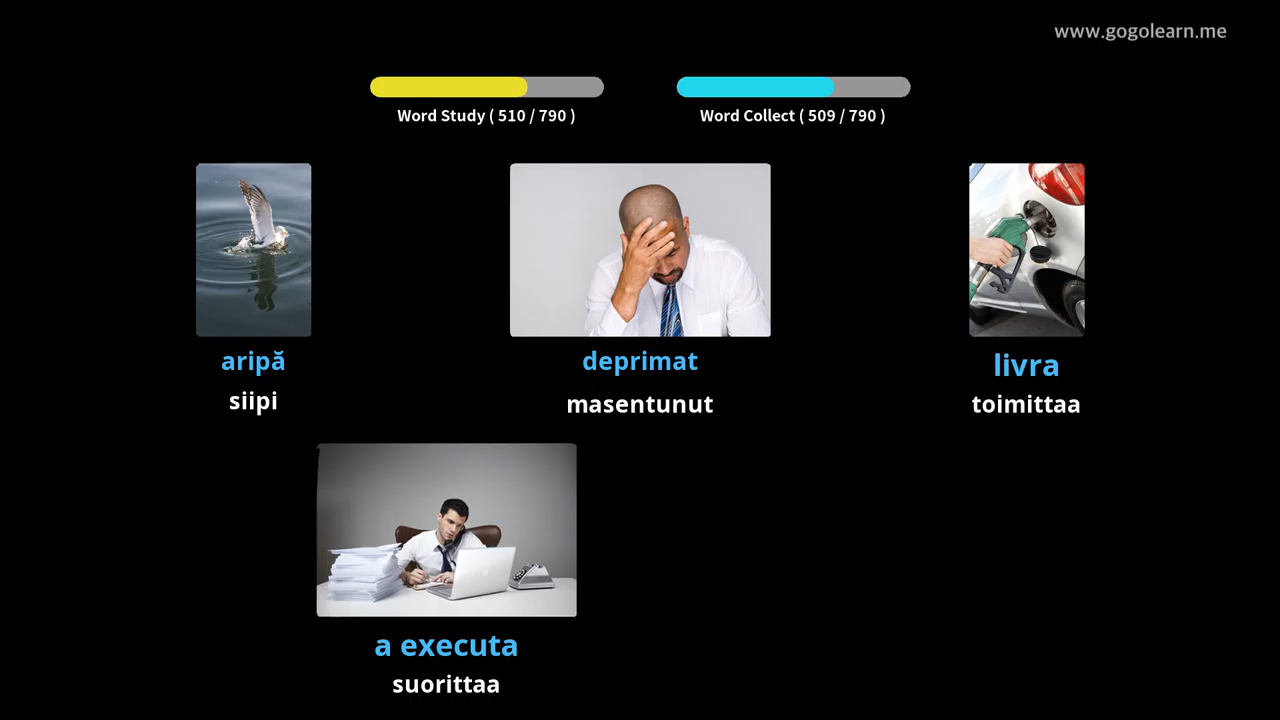 www.gogolearn.me
Word Study ( 510 / 790 )
Word Collect ( 509 / 790 )
aripă
siipi
deprimat
masentunut
livra
toimittaa
a executa
suorittaa